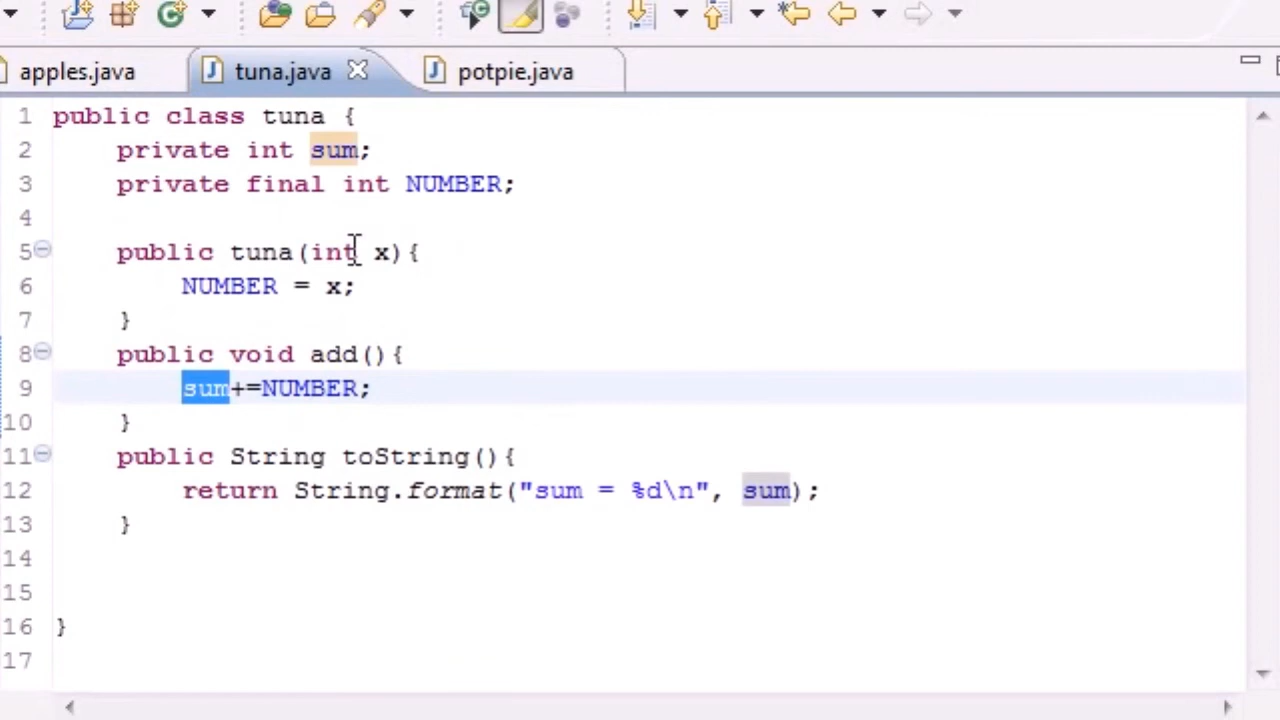 apples.java tuna.java potpie.java
1 public class tuna {
2 private int sum;
3 private final int NUMBER;
4
5 public tuna(int x){
6 NUMBER = x;
7 }
8 public void add(){
9 sum+=NUMBER;
10 }
11 public String toString(){
12 return String.format("sum = %d\n", sum);
13 }
14
15
16 }
17